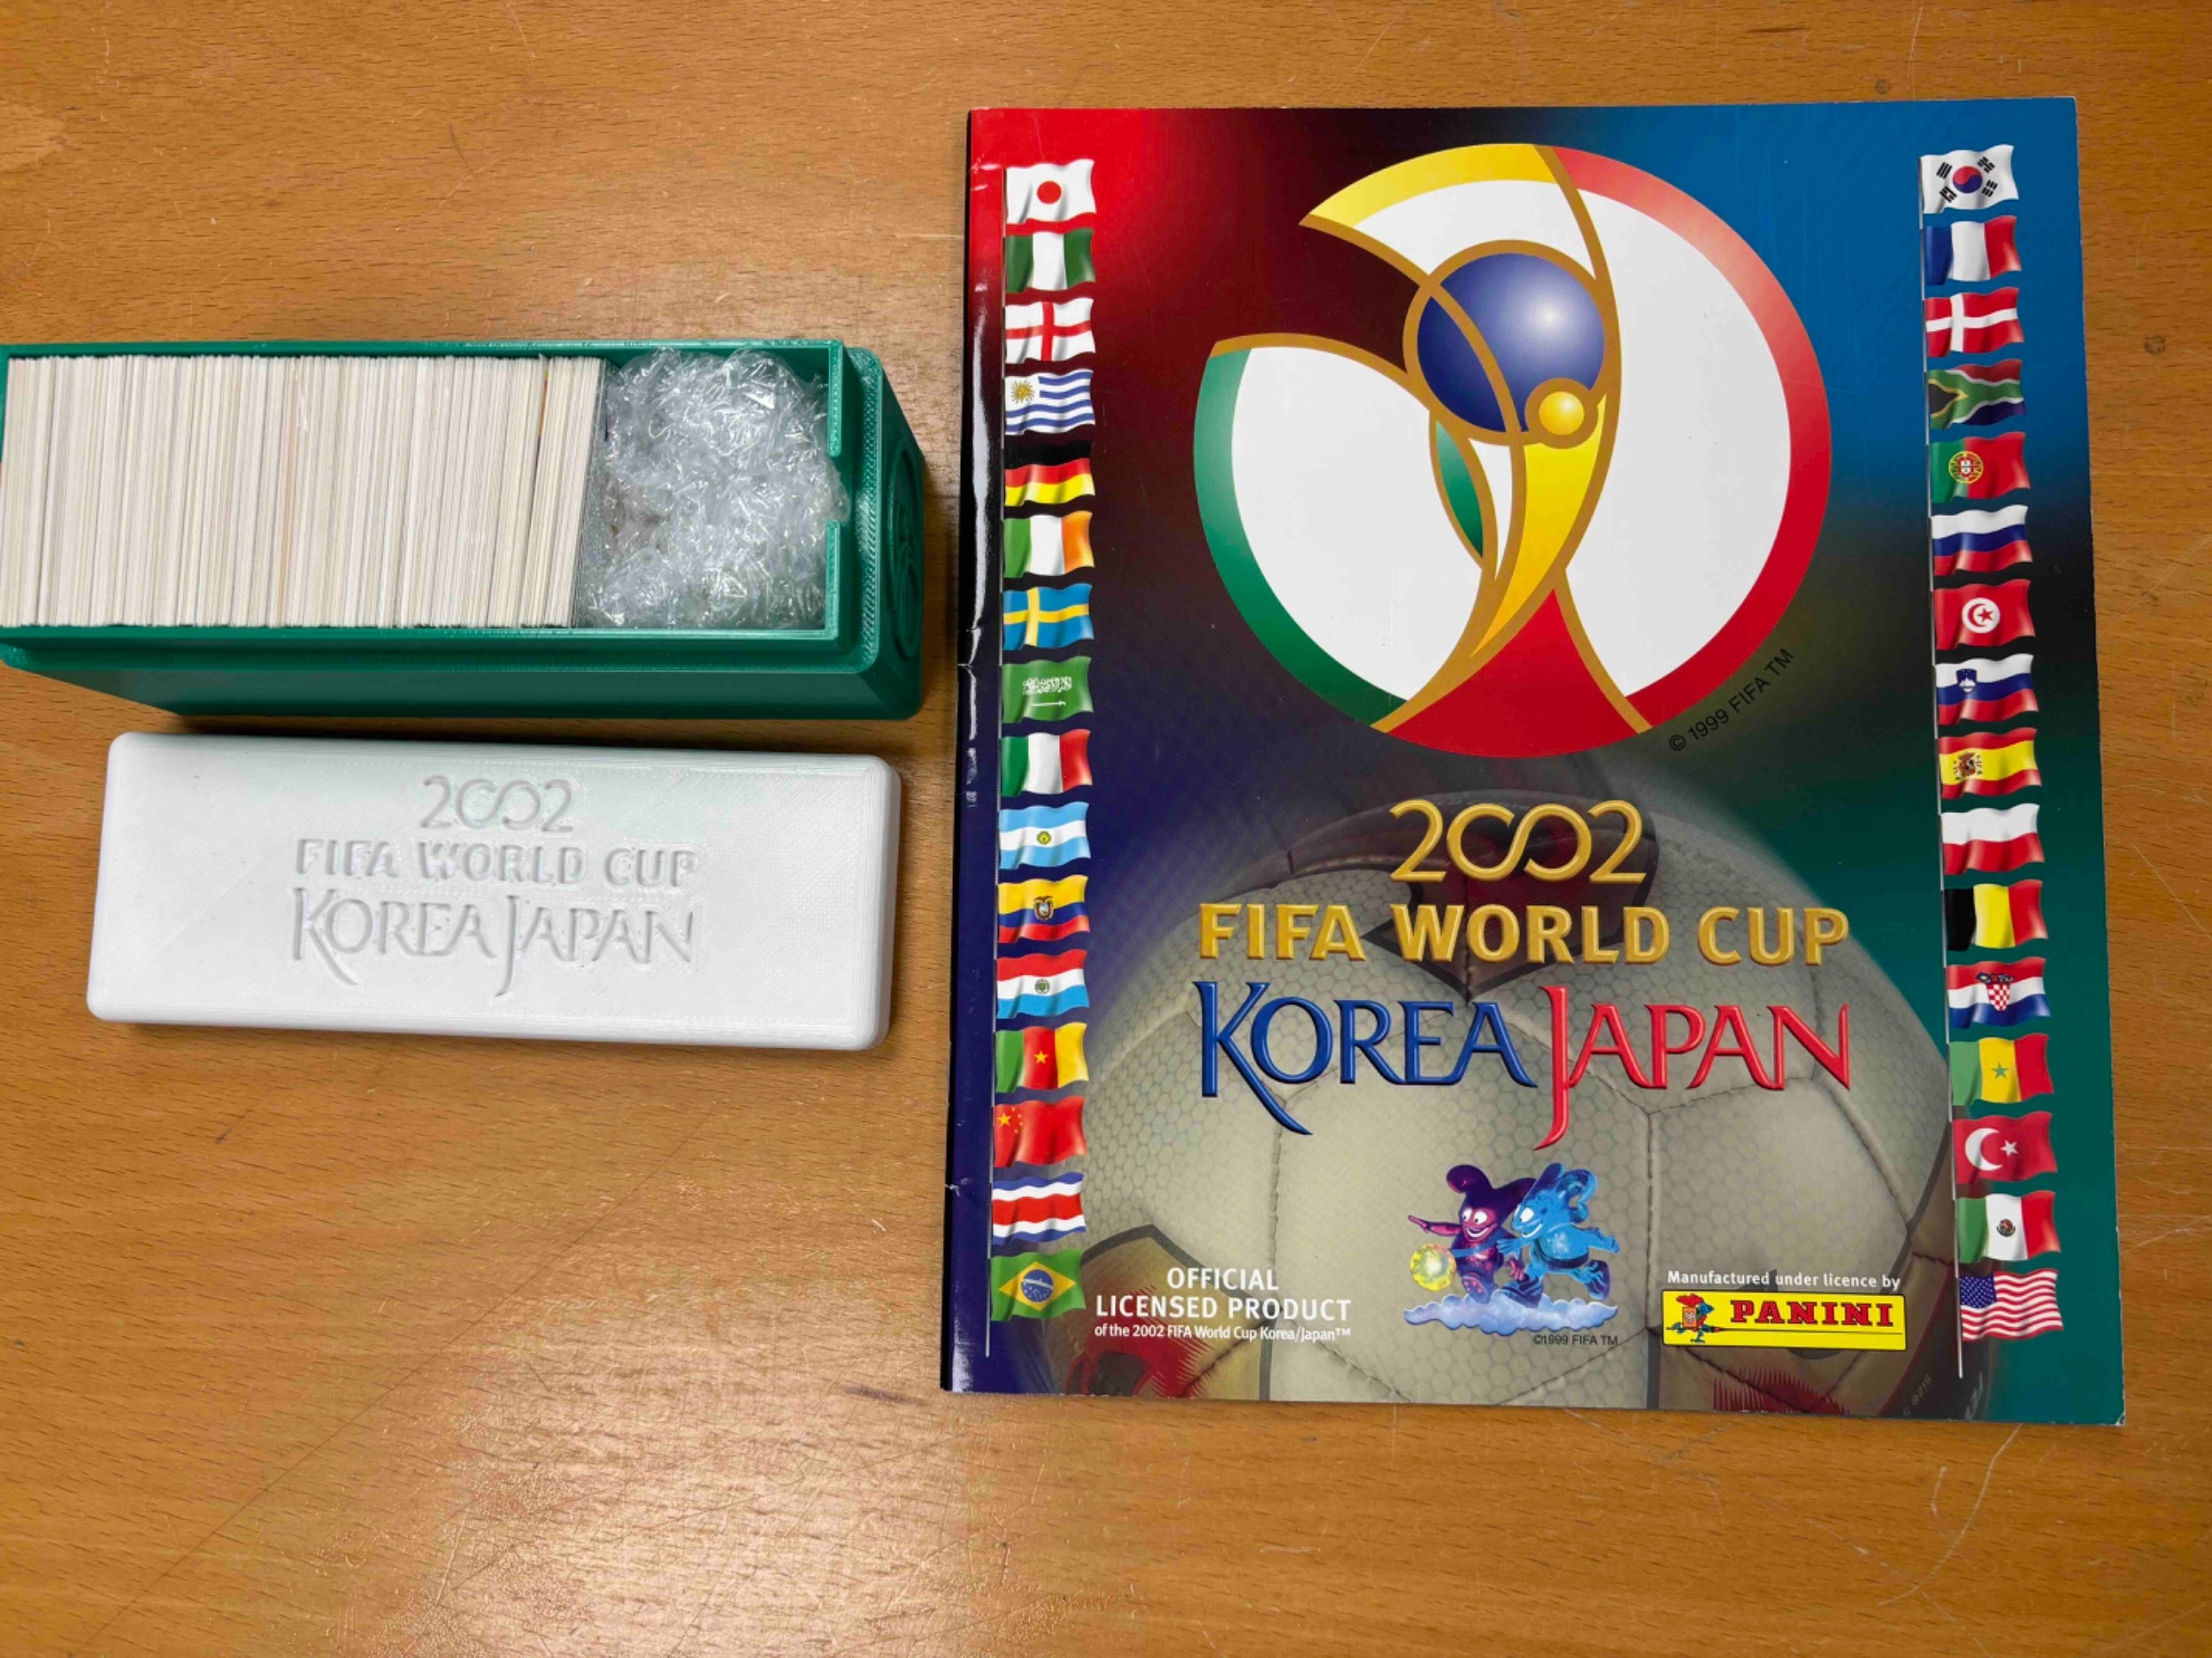 2002
FIFA WORLD CUP
KOREA JAPAN
© 1999 FIFA TM
2002
FIFA WORLD CUP
KOREA JAPAN
OFFICIAL
LICENSED PRODUCT
of the 2002 FIFA World Cup Korea/Japan™
©1999 FIFA TM
Manufactured under licence by
PANINI